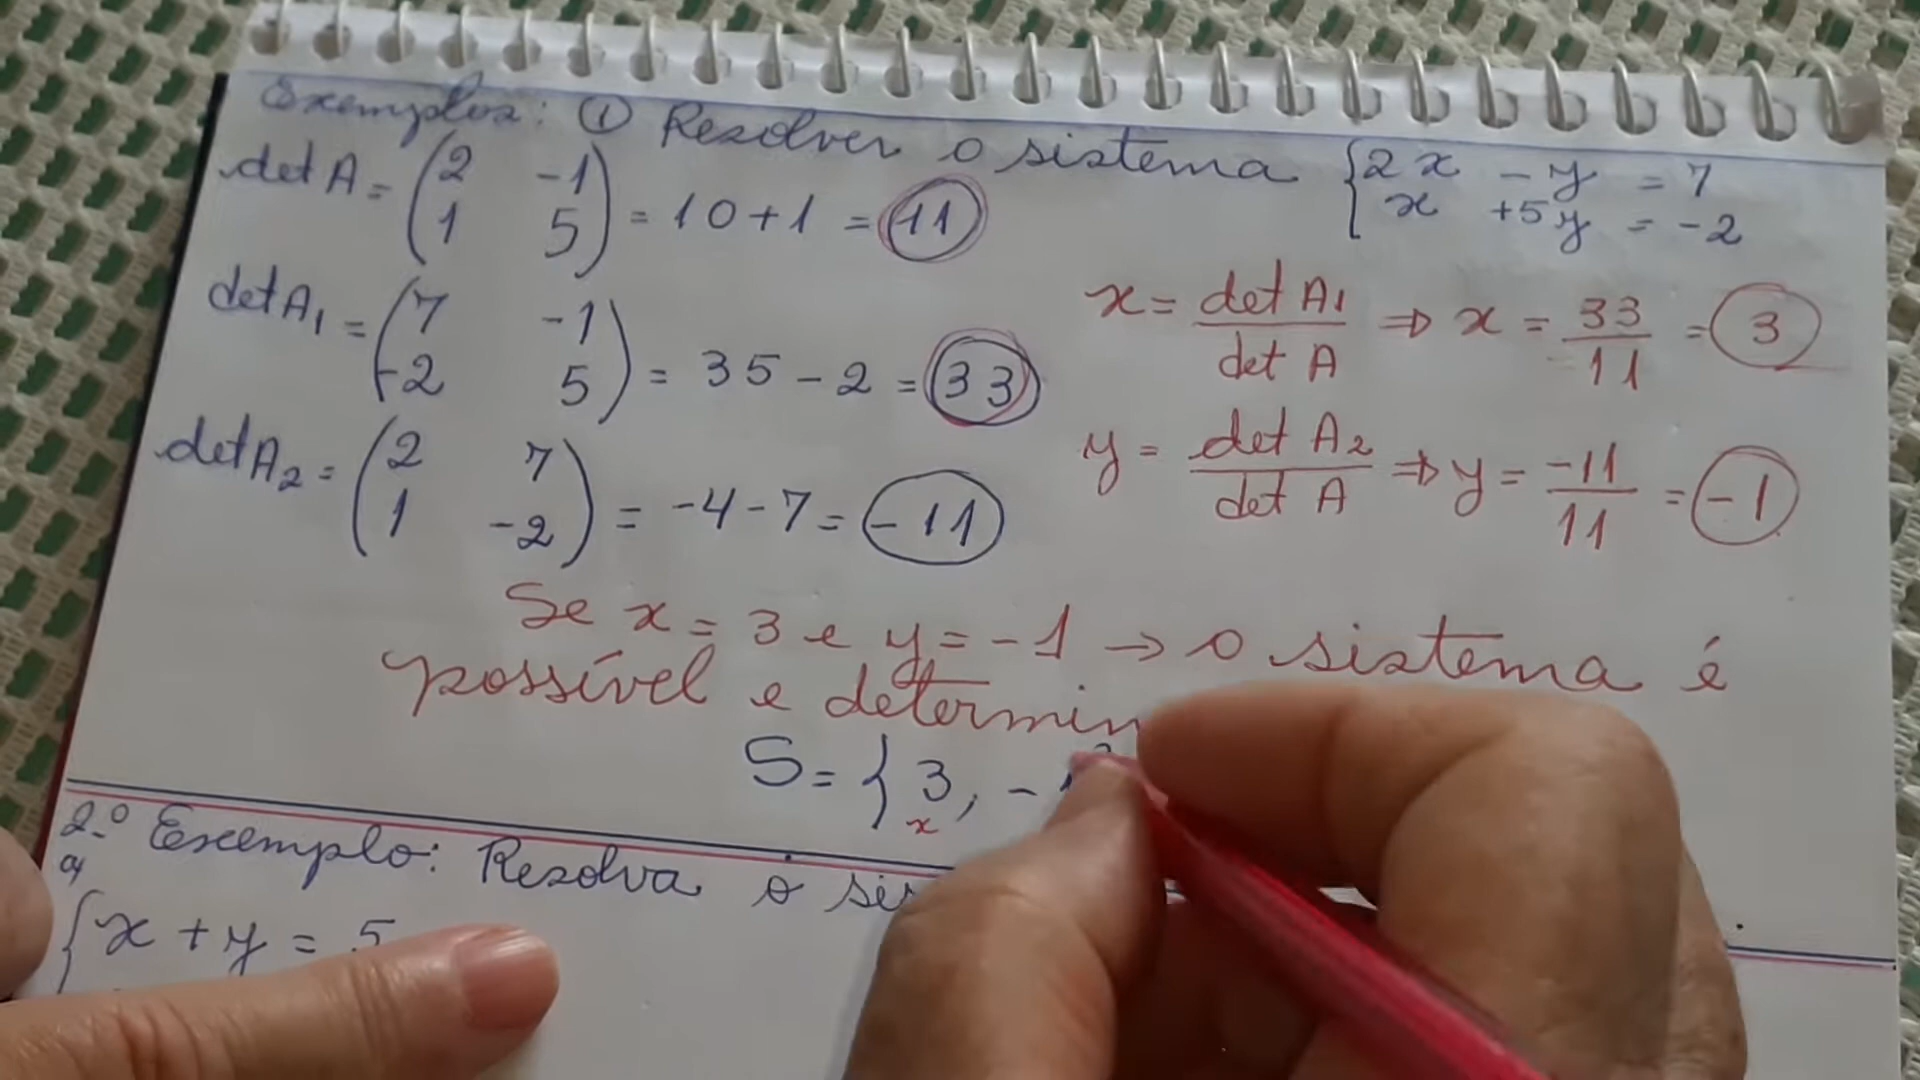 Exemplos: ① Resolver o sistema { 2x - y = 7
x + 5y = -2
det A = ( 2 -1
1 5 ) = 10 + 1 = 11
det A1 = ( 7 -1
-2 5 ) = 35 - 2 = 33
det A2 = ( 2 7
1 -2 ) = -4 - 7 = -11
x = det A1 / det A ⇒ x = 33 / 11 = 3
y = det A2 / det A ⇒ y = -11 / 11 = -1
Se x = 3 e y = -1 → o sistema é
possível e
S = { 3, -
x
2º Exemplo: Resolva o
a)
{ x + y = 5